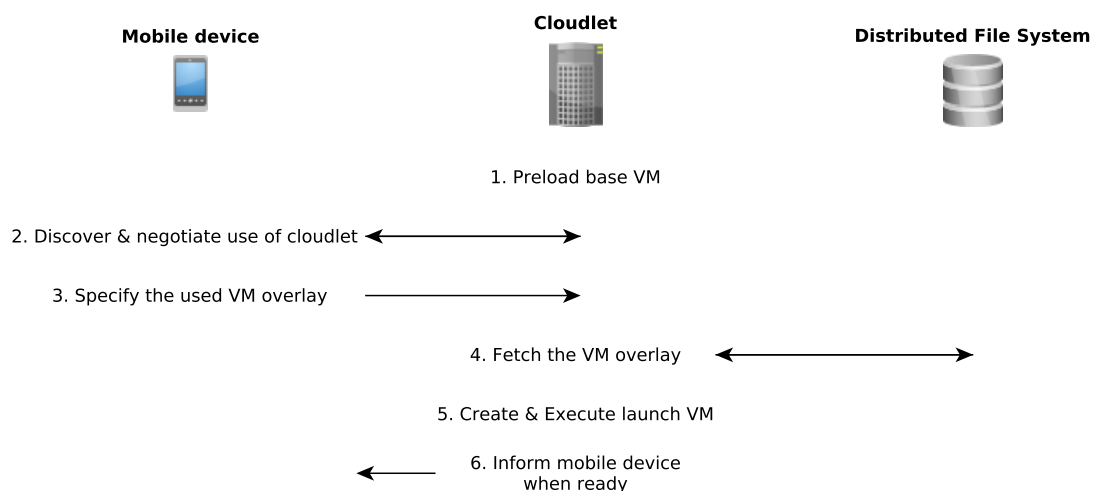 Cloudlet
Mobile device
Distributed File System
1. Preload base VM
2. Discover & negotiate use of cloudlet
3. Specify the used VM overlay
4. Fetch the VM overlay
5. Create & Execute launch VM
6. Inform mobile device
when ready